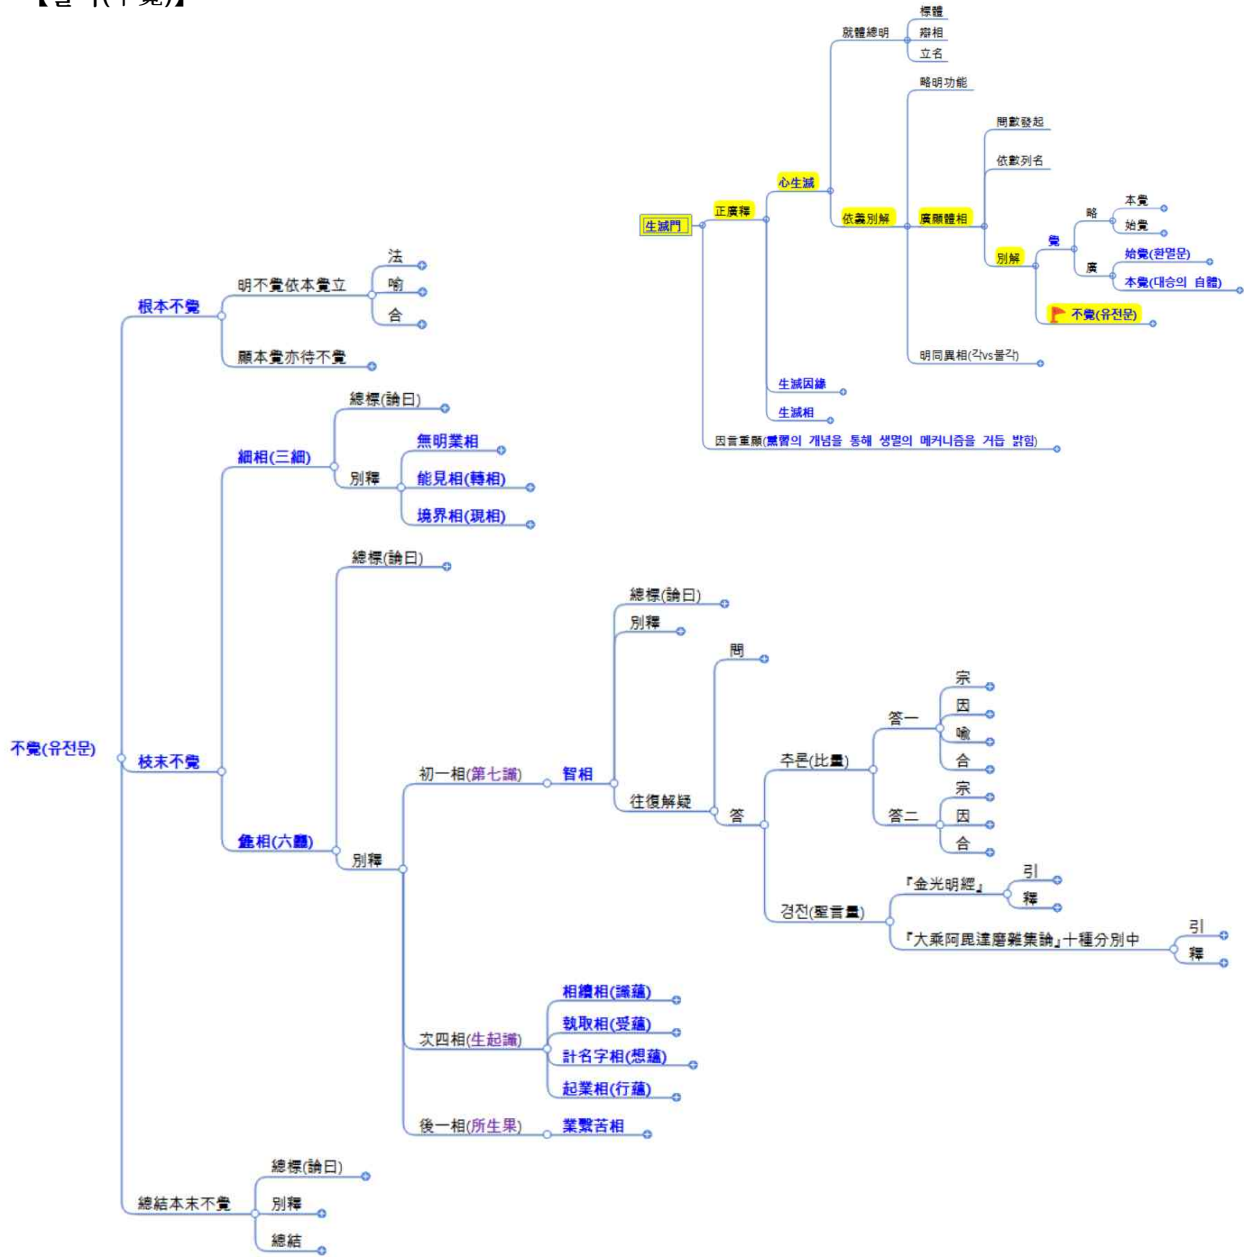 標體
就體總明
辯相
立名
略明功能
問數發起
依數列名
心生滅
本覺
略
正廣釋
始覺
生滅門
依義別解
廣顯體相
覺
始覺(환멸문)
別解
廣
本覺(대승의 自體)
不覺(유전문)
明同異相(각vs불각)
生滅因緣
生滅相
因言重顯(熏習의 개념을 통해 생멸의 메커니즘을 거듭 밝힘)
法
明不覺依本覺立
喻
根本不覺
合
顯本覺亦待不覺
總標(論曰)
無明業相
細相(三細)
別釋
能見相(轉相)
境界相(現相)
總標(論曰)
總標(論曰)
別釋
問
宗
因
答一
喻
不覺(유전문)
枝末不覺
추론(比量)
合
初一相(第七識)
智相
宗
往復解疑
答
答二
因
相(六麤)
合
別釋
引
『金光明經』
釋
경전(聖言量)
引
『大乘阿毘達磨雜集論』十種分別中
釋
相續相(識蘊)
執取相(受蘊)
次四相(生起識)
計名字相(想蘊)
起業相(行蘊)
後一相(所生果)
業繫苦相
總標(論曰)
總結本末不覺
別釋
總結